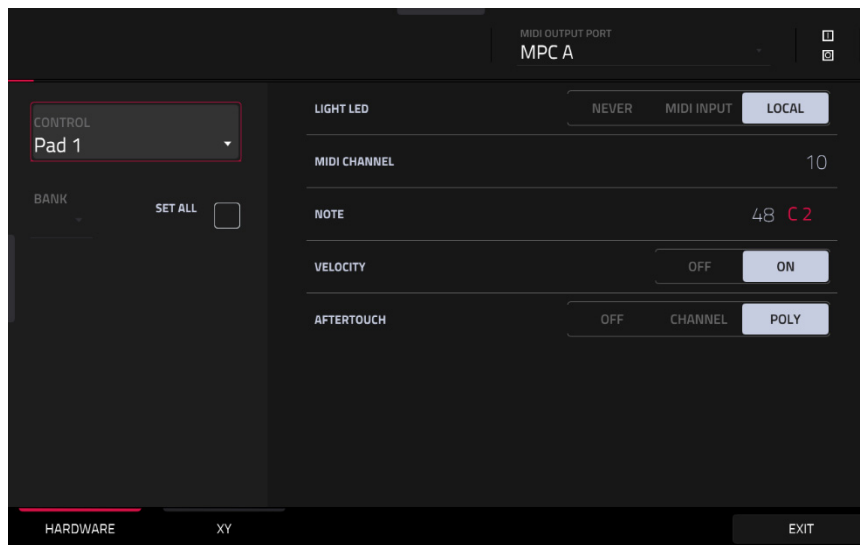 MIDI OUTPUT PORT
MPC A
CONTROL
Pad 1
BANK
SET ALL
LIGHT LED NEVER MIDI INPUT LOCAL
MIDI CHANNEL 10
NOTE 48 C 2
VELOCITY OFF ON
AFTERTOUCH OFF CHANNEL POLY
HARDWARE XY EXIT